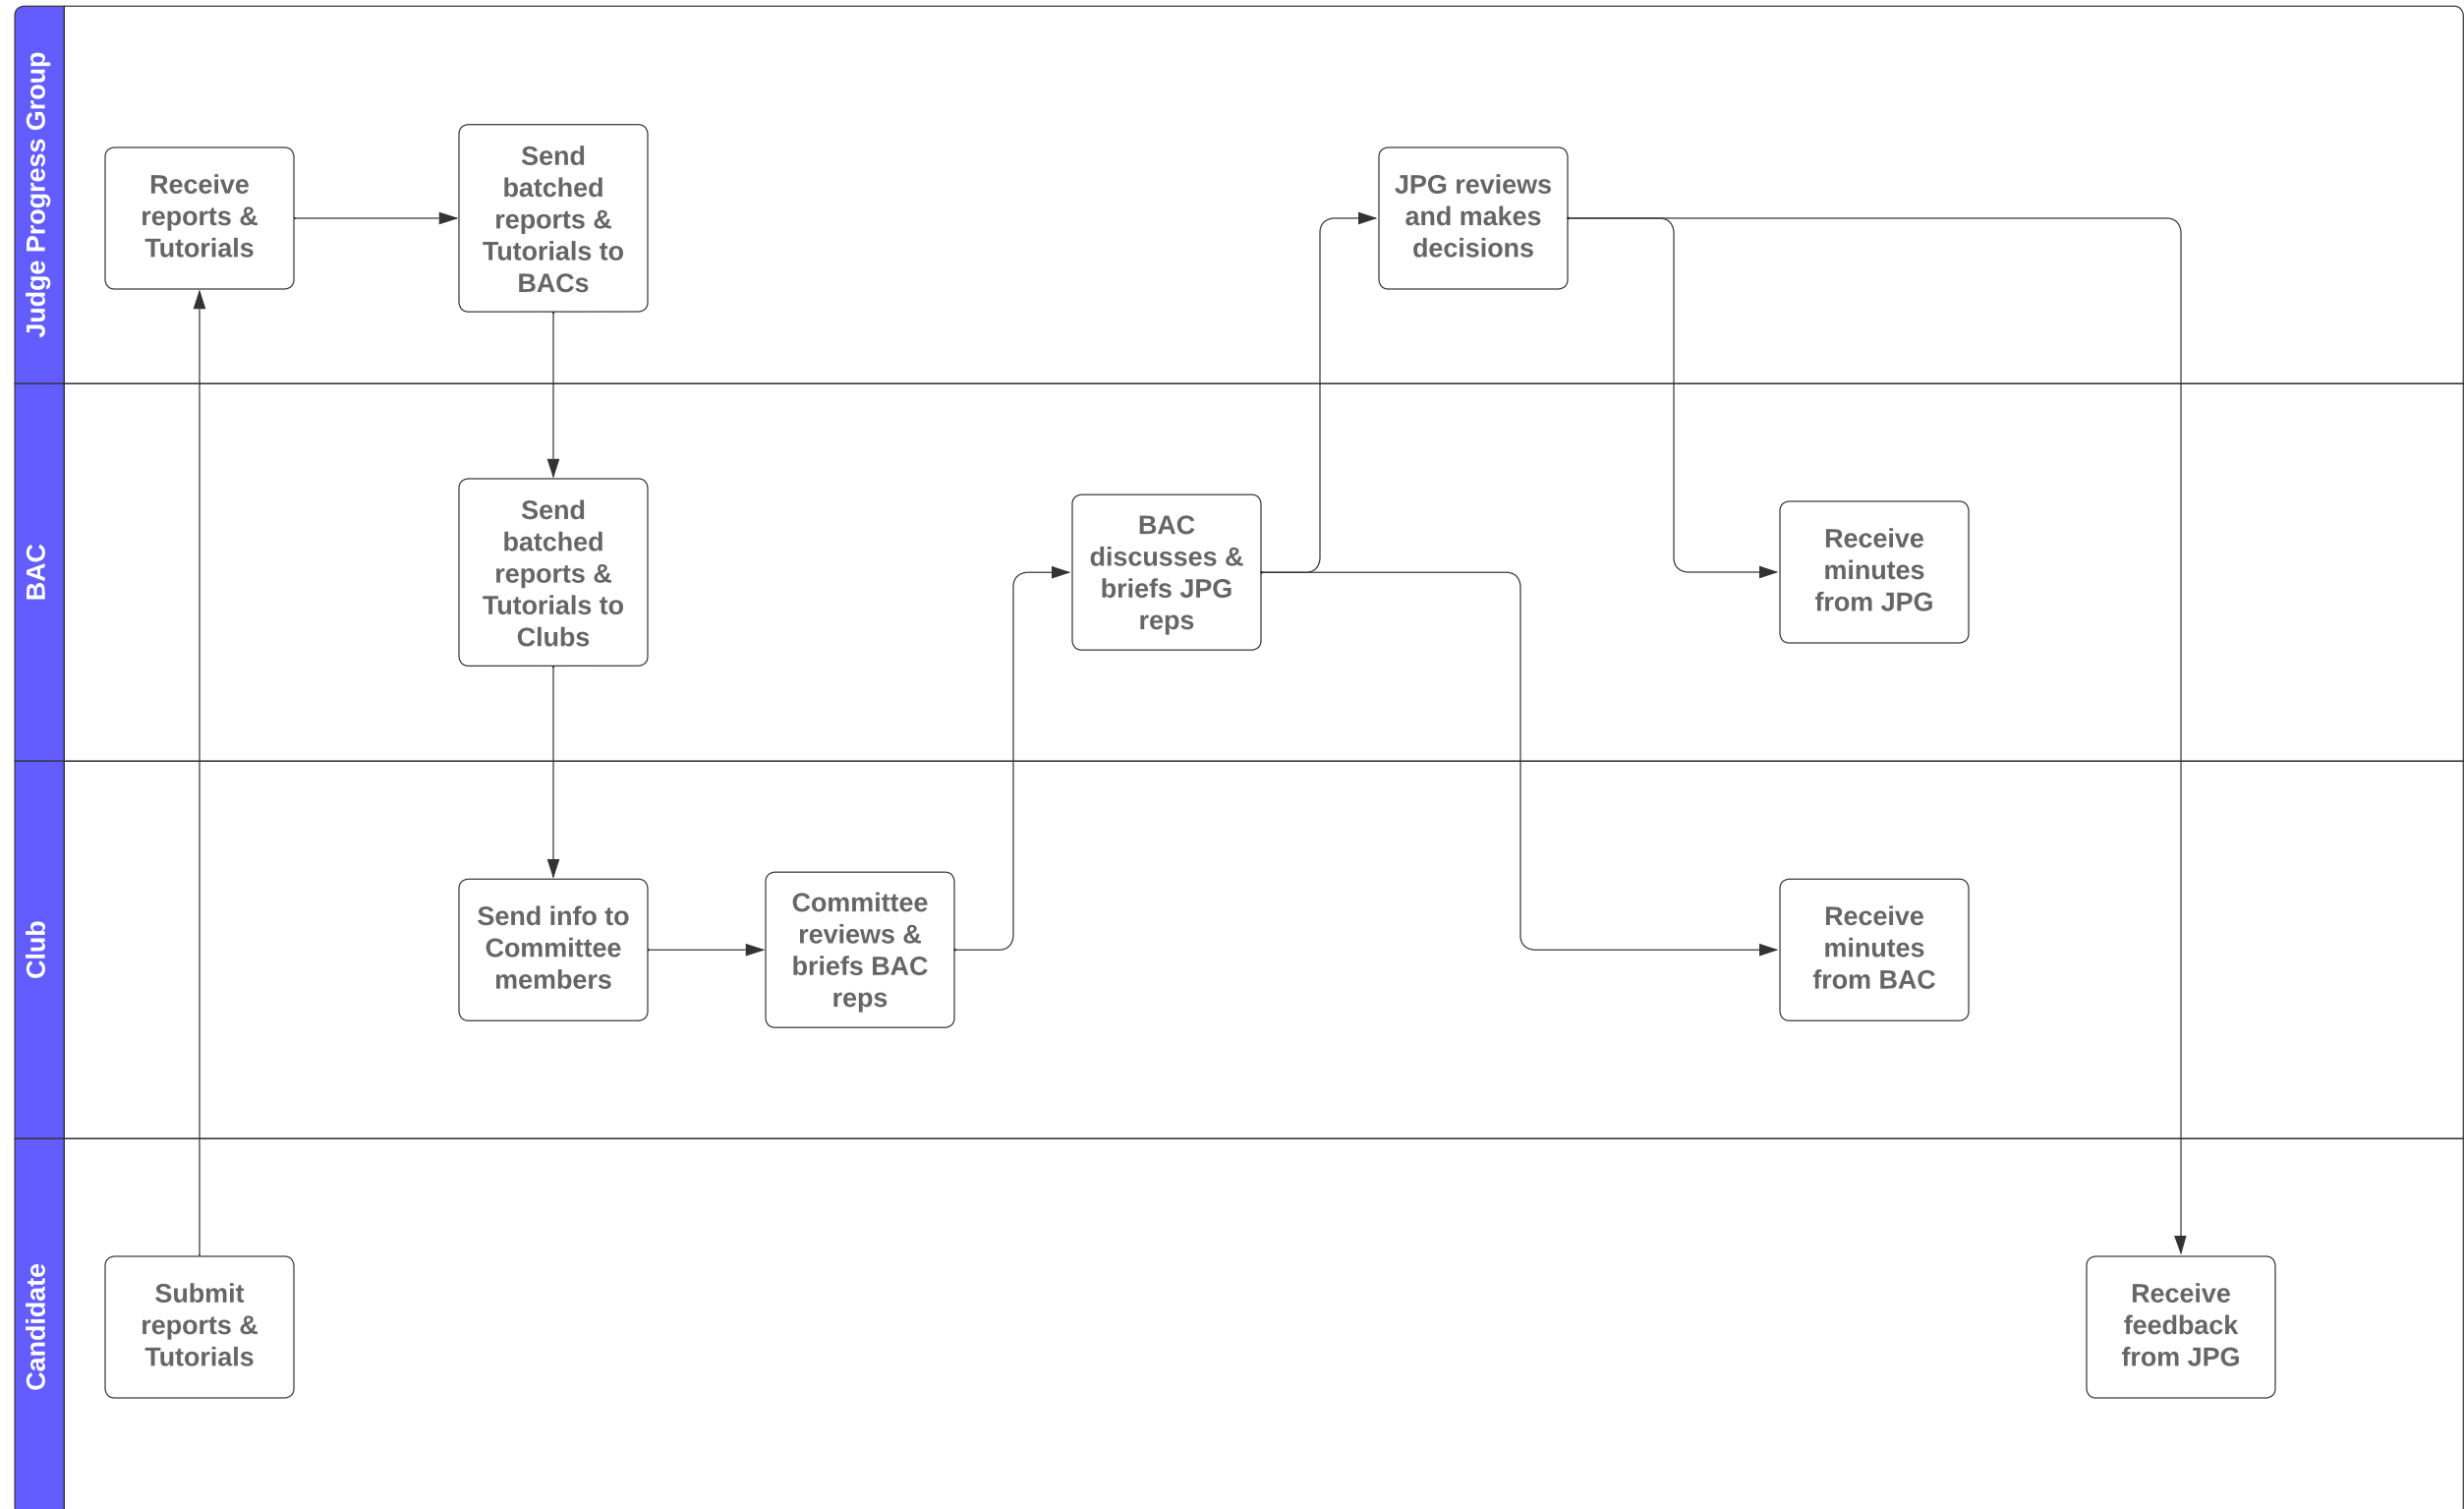 Judge Progress Group
Receive
reports &
Tutorials
Send
batched
reports &
Tutorials to
BACs
JPG reviews
and makes
decisions
BAC
Send
batched
reports &
Tutorials to
Clubs
BAC
discusses &
briefs JPG
reps
Receive
minutes
from JPG
Club
Send info to
Committee
members
Committee
reviews &
briefs BAC
reps
Receive
minutes
from BAC
Candidate
Submit
reports &
Tutorials
Receive
feedback
from JPG